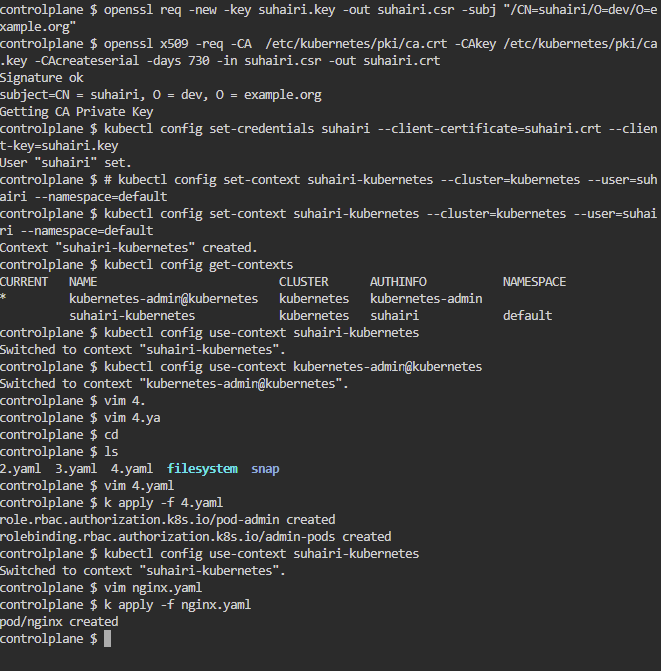 controlplane $ openssl req -new -key suhairi.key -out suhairi.csr -subj "/CN=suhairi/O=dev/O=e
xample.org"
controlplane $ openssl x509 -req -CA  /etc/kubernetes/pki/ca.crt -CAkey /etc/kubernetes/pki/ca
.key -CAcreateserial -days 730 -in suhairi.csr -out suhairi.crt
Signature ok
subject=CN = suhairi, O = dev, O = example.org
Getting CA Private Key
controlplane $ kubectl config set-credentials suhairi --client-certificate=suhairi.crt --clien
t-key=suhairi.key
User "suhairi" set.
controlplane $ # kubectl config set-context suhairi-kubernetes --cluster=kubernetes --user=suh
airi --namespace=default
controlplane $ kubectl config set-context suhairi-kubernetes --cluster=kubernetes --user=suhai
ri --namespace=default
Context "suhairi-kubernetes" created.
controlplane $ kubectl config get-contexts
CURRENT   NAME                          CLUSTER      AUTHINFO           NAMESPACE
*         kubernetes-admin@kubernetes   kubernetes   kubernetes-admin
          suhairi-kubernetes            kubernetes   suhairi            default
controlplane $ kubectl config use-context suhairi-kubernetes
Switched to context "suhairi-kubernetes".
controlplane $ kubectl config use-context kubernetes-admin@kubernetes
Switched to context "kubernetes-admin@kubernetes".
controlplane $ vim 4.
controlplane $ vim 4.ya
controlplane $ cd
controlplane $ ls
2.yaml  3.yaml  4.yaml  filesystem  snap
controlplane $ vim 4.yaml
controlplane $ k apply -f 4.yaml
role.rbac.authorization.k8s.io/pod-admin created
rolebinding.rbac.authorization.k8s.io/admin-pods created
controlplane $ kubectl config use-context suhairi-kubernetes
Switched to context "suhairi-kubernetes".
controlplane $ vim nginx.yaml
controlplane $ k apply -f nginx.yaml
pod/nginx created
controlplane $